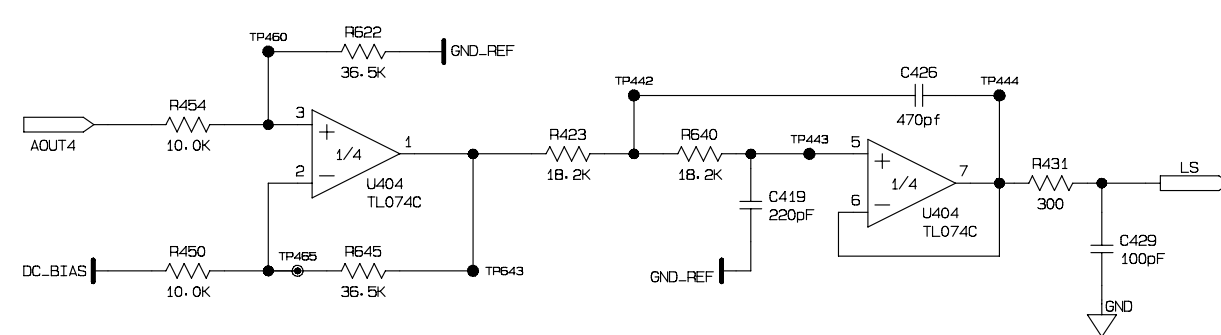 R622
TP460
GND_REF
36.5K
C426
TP442
TP444
470pf
R454
3
AOUT4
10.0K
1/4
1
2
U404
TL074C
R423
18.2K
R640
18.2K
TP443
5
1/4
7
6
U404
TL074C
R431
300
LS
C419
220pF
R450
DC_BIAS
10.0K
TP465
R645
36.5K
TP643
GND_REF
C429
100pF
GND